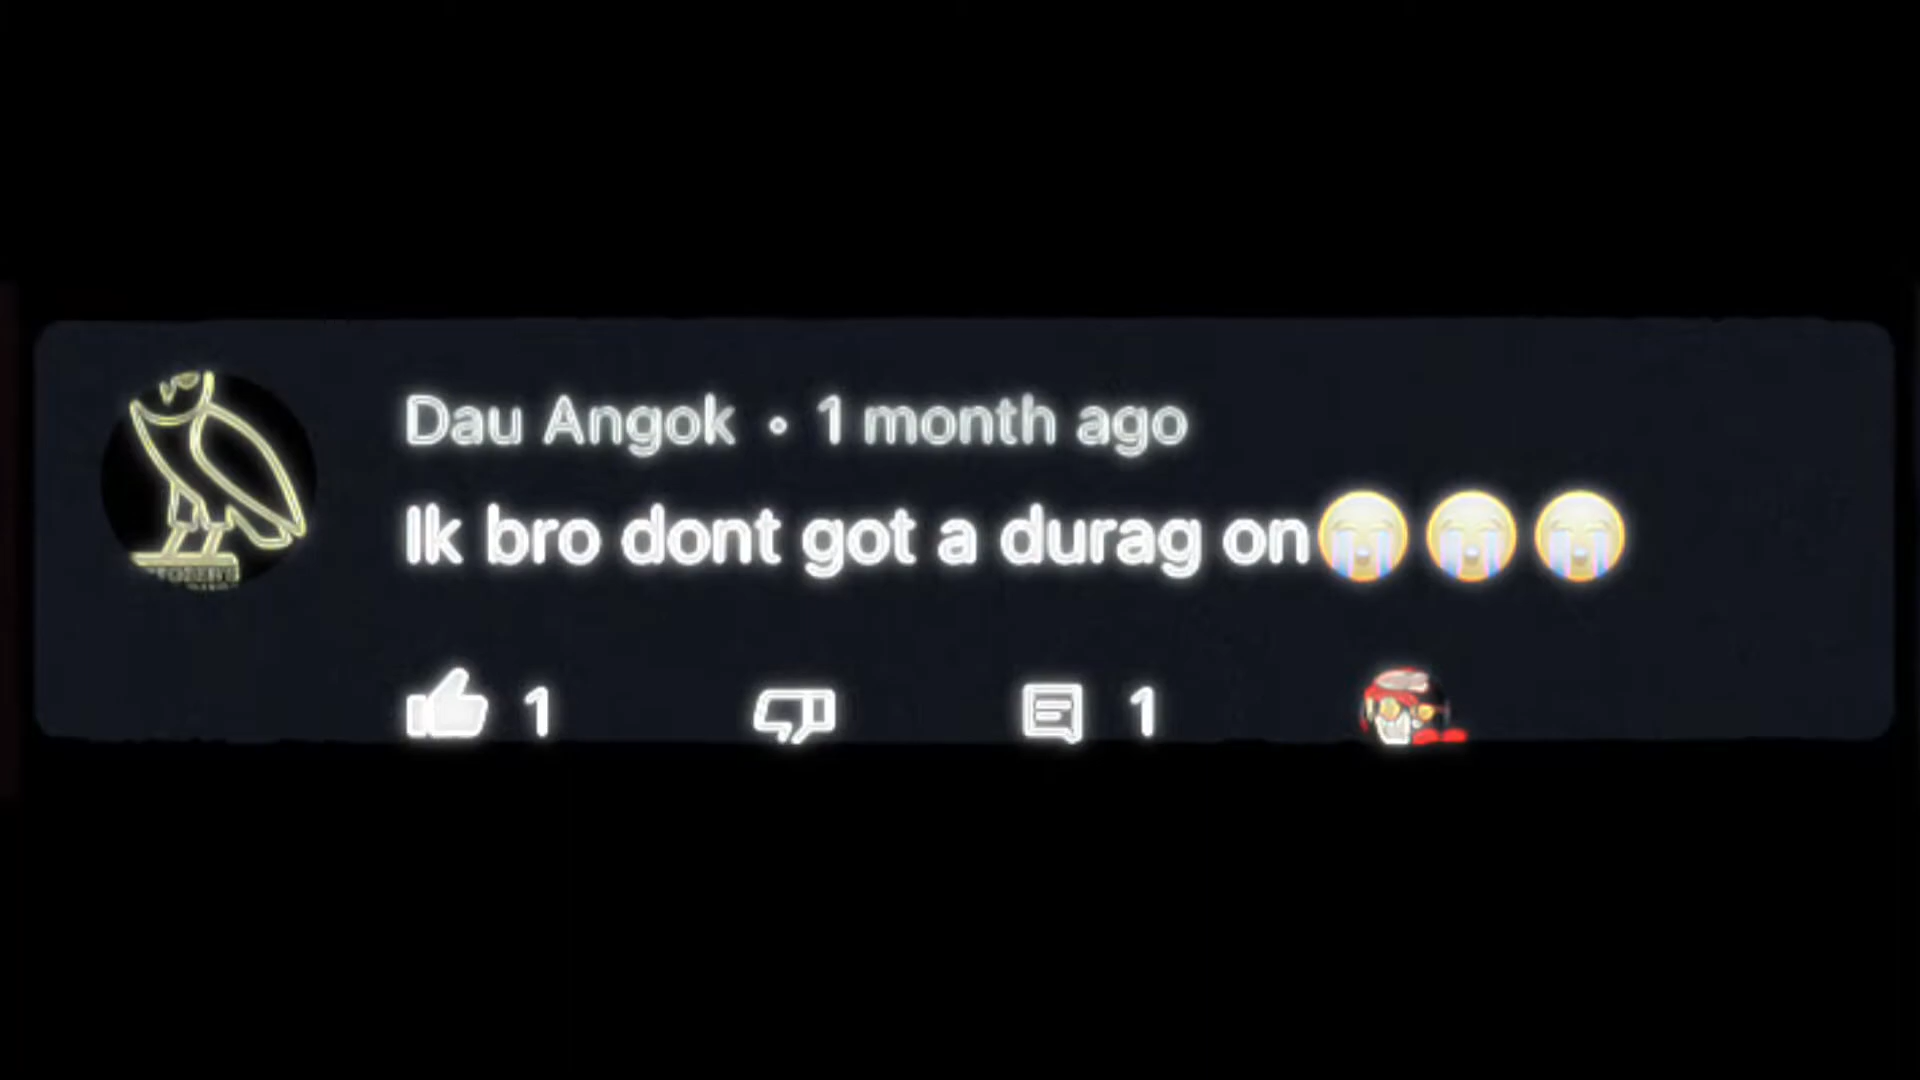 Dau Angok • 1 month ago
Ik bro dont got a durag on😭😭😭
1 1